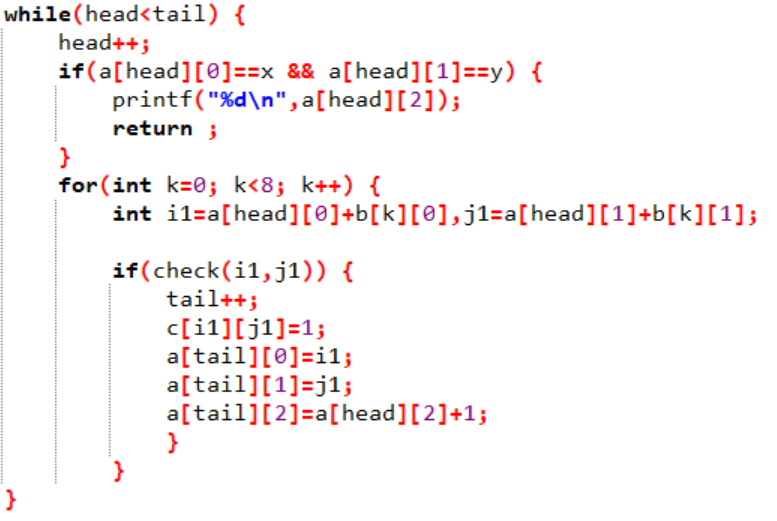 while(head<tail) {
    head++;
    if(a[head][0]==x && a[head][1]==y) {
        printf("%d\n",a[head][2]);
        return ;
    }
    for(int k=0; k<8; k++) {
        int i1=a[head][0]+b[k][0],j1=a[head][1]+b[k][1];

        if(check(i1,j1)) {
            tail++;
            c[i1][j1]=1;
            a[tail][0]=i1;
            a[tail][1]=j1;
            a[tail][2]=a[head][2]+1;
            }
        }
}